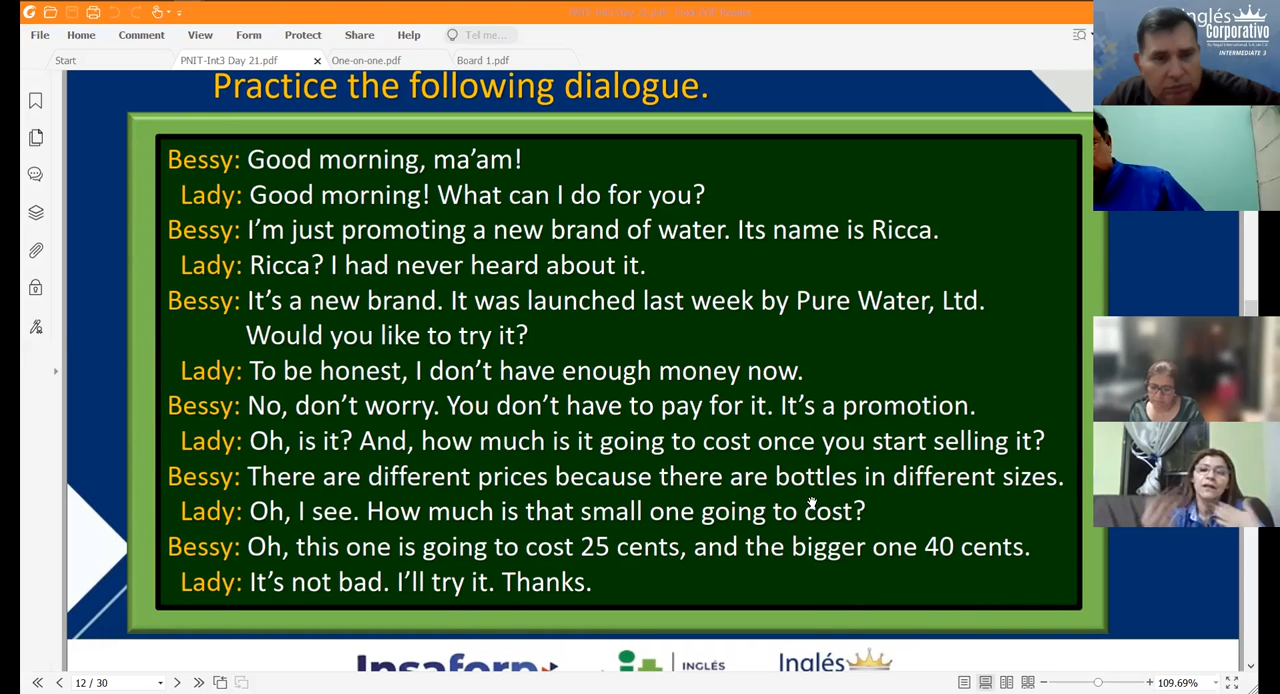 File Home Comment View Form Protect Share Help Tell me...
Start PNIT-Int3 Day 21.pdf One-on-one.pdf Board 1.pdf
inglés
Corporativo
INTERMEDIATE 3
Practice the following dialogue.
Bessy: Good morning, ma’am!
Lady: Good morning! What can I do for you?
Bessy: I’m just promoting a new brand of water. Its name is Ricca.
Lady: Ricca? I had never heard about it.
Bessy: It’s a new brand. It was launched last week by Pure Water, Ltd.
Would you like to try it?
Lady: To be honest, I don’t have enough money now.
Bessy: No, don’t worry. You don’t have to pay for it. It’s a promotion.
Lady: Oh, is it? And, how much is it going to cost once you start selling it?
Bessy: There are different prices because there are bottles in different sizes.
Lady: Oh, I see. How much is that small one going to cost?
Bessy: Oh, this one is going to cost 25 cents, and the bigger one 40 cents.
Lady: It’s not bad. I’ll try it. Thanks.
Insaforp
INGLÉS
Inglés
12 / 30
109.69%